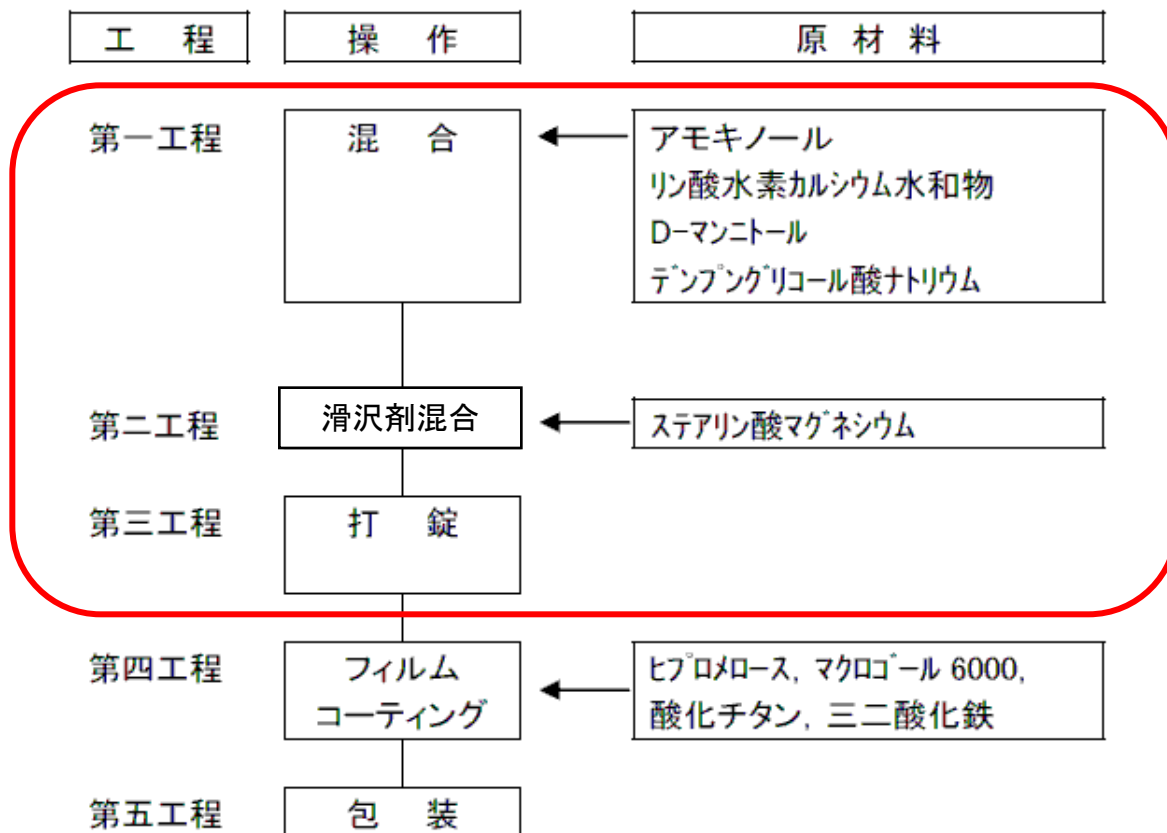 工　程　操　作　原 材 料
第一工程　混　合　アモキノール
ﾘﾝ酸水素ｶﾙｼｳﾑ水和物
D-ﾏﾝﾆﾄｰﾙ
ﾃﾞﾝﾌﾟﾝｸﾞﾘｺｰﾙ酸ﾅﾄﾘｳﾑ
第二工程　滑沢剤混合　ｽﾃｱﾘﾝ酸ﾏｸﾞﾈｼｳﾑ
第三工程　打　錠
第四工程　フィルム　ﾋﾌﾟﾛﾒﾛｰｽ, ﾏｸﾛｺﾞｰﾙ 6000,
コーティング　酸化チタン, 三二酸化鉄
第五工程　包　装